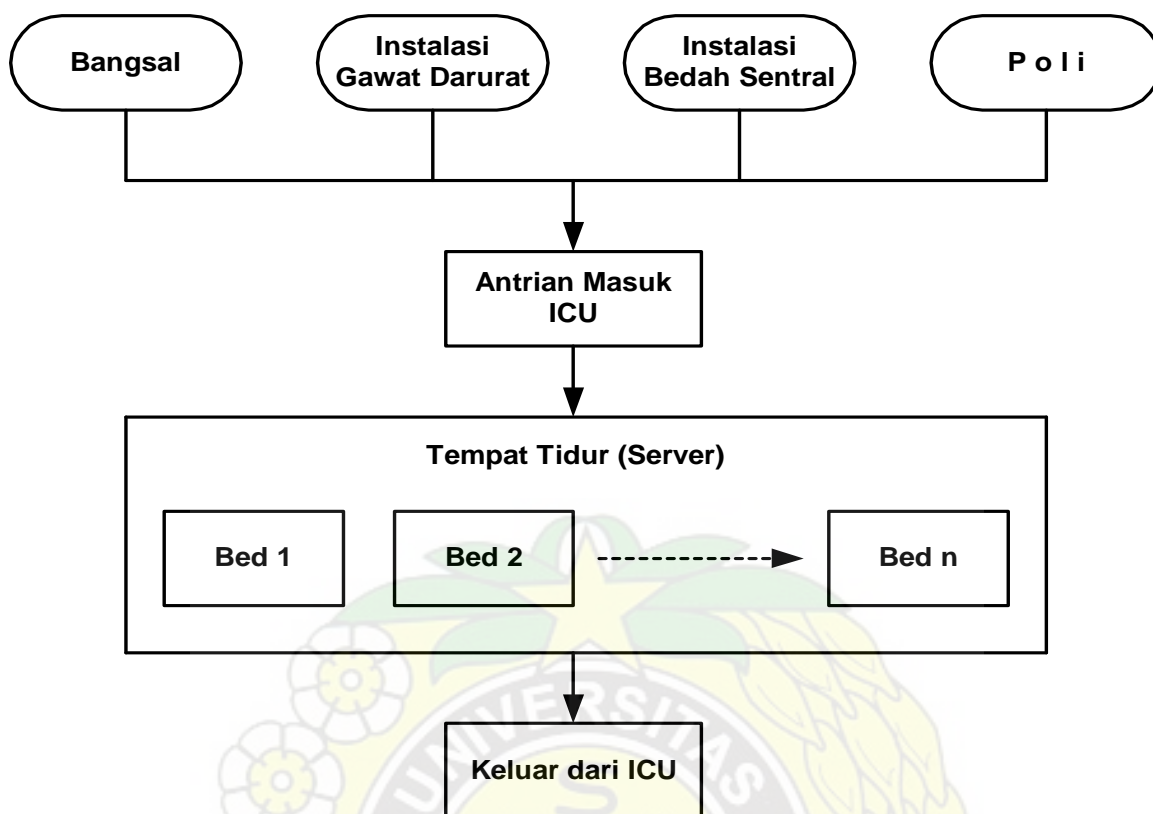 Bangsal
Instalasi
Gawat Darurat
Instalasi
Bedah Sentral
P o l i
Antrian Masuk
ICU
Tempat Tidur (Server)
Bed 1
Bed 2
Bed n
UNIVERSITAS
Keluar dari ICU
S